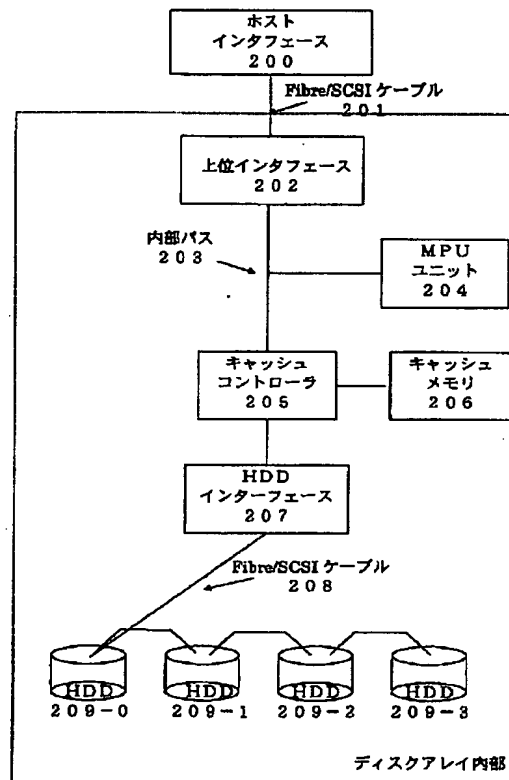 ホスト
インタフェース
200
Fibre/SCSI ケーブル
201
上位インタフェース
202
内部パス
203
MPU
ユニット
204
キャッシュ
コントローラ
205
キャッシュ
メモリ
206
HDD
インターフェース
207
Fibre/SCSI ケーブル
208
HDD HDD HDD HDD
209-0 209-1 209-2 209-3
ディスクアレイ内部